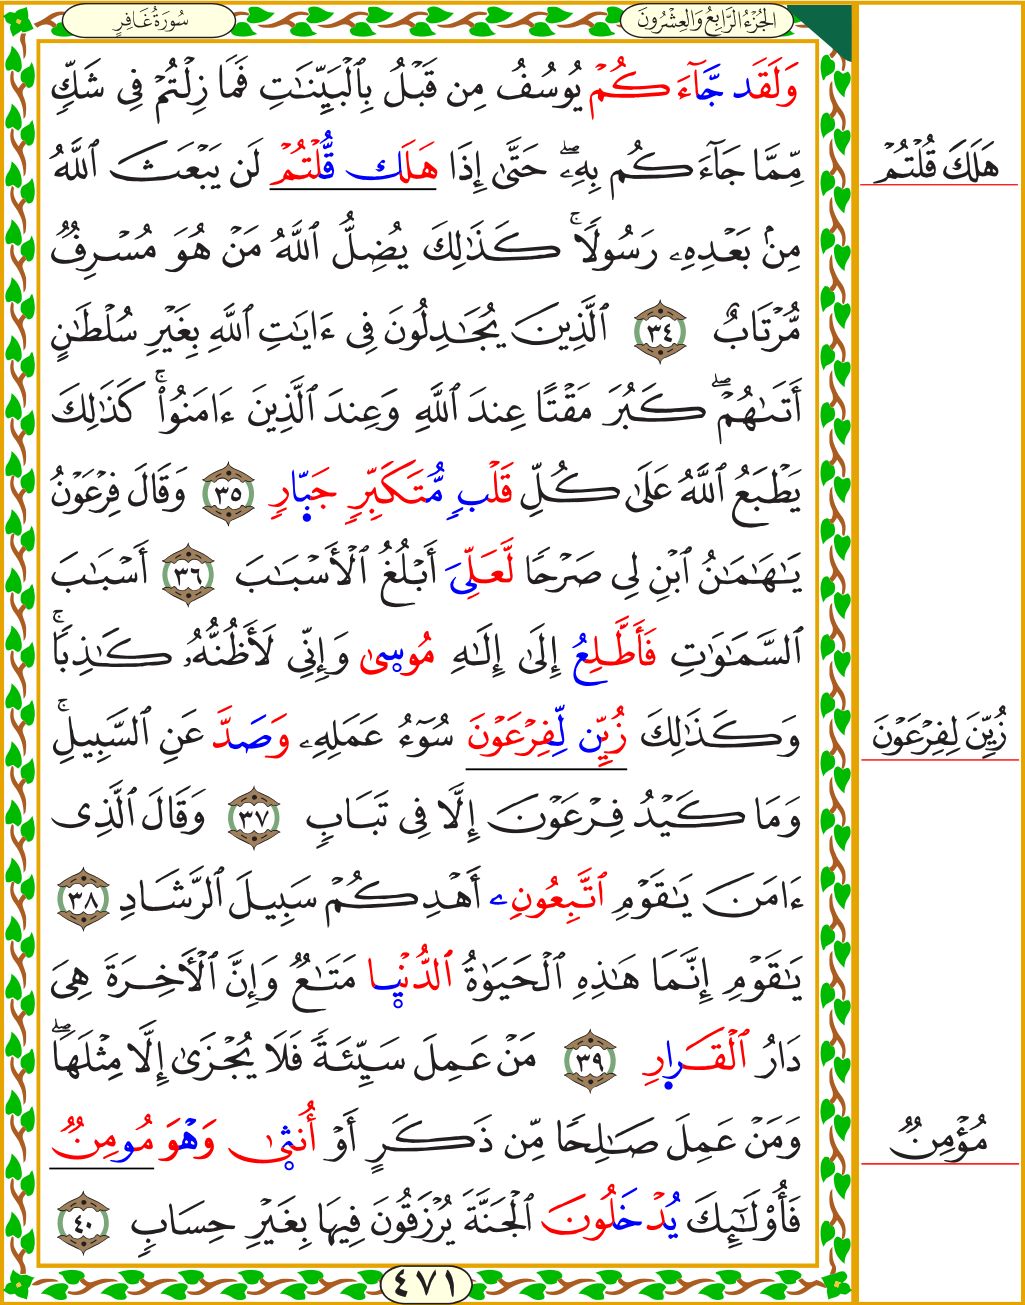 الجُزْءُ الرَّابِعُ وَالعِشْرُونَ
سُورَةُ غَافِرٍ
وَلَقَد جَّآءَكُمْ يُوسُفُ مِن قَبْلُ بِالْبَيِّنَٰتِ فَمَا زِلْتُمْ فِى شَكٍّ
مِّمَّا جَآءَكُم بِهِۦۖ حَتَّىٰ إِذَا هَلَك قُّلْتُمْ لَن يَبْعَثَ ٱللَّهُ
هَلَكَ قُلْتُمْ
مِنۢ بَعْدِهِۦ رَسُولًاۚ كَذَٰلِكَ يُضِلُّ ٱللَّهُ مَنْ هُوَ مُسْرِفٌ
مُّرْتَابٌ ٣٤ ٱلَّذِينَ يُجَٰدِلُونَ فِى ءَايَٰتِ ٱللَّهِ بِغَيْرِ سُلْطَٰنٍ
أَتَىٰهُمْۖ كَبُرَ مَقْتًا عِندَ ٱللَّهِ وَعِندَ ٱلَّذِينَ ءَامَنُوا۟ۚ كَذَٰلِكَ
يَطْبَعُ ٱللَّهُ عَلَىٰ كُلِّ قَلْبٍ مُّتَكَبِّرٍ جَبّ۪ارٍ ٣٥ وَقَالَ فِرْعَوْنُ
يَٰهَٰمَٰنُ ٱبْنِ لِى صَرْحًا لَّعَلِّىَ أَبْلُغُ ٱلْأَسْبَٰبَ ٣٦ أَسْبَٰبَ
ٱلسَّمَٰوَٰتِ فَأَطَّلِعُ إِلَىٰٓ إِلَٰهِ مُوس۪ىٰ وَإِنِّى لَأَظُنُّهُۥ كَٰذِبًاۚ
وَكَذَٰلِكَ زُيِّن لِّفِرْعَوْنَ سُوٓءُ عَمَلِهِۦ وَصَدَّ عَنِ ٱلسَّبِيلِۚ
زُيِّنَ لِفِرْعَوْنَ
وَمَا كَيْدُ فِرْعَوْنَ إِلَّا فِى تَبَابٍ ٣٧ وَقَالَ ٱلَّذِى
ءَامَنَ يَٰقَوْمِ ٱتَّبِعُونِۦ أَهْدِكُمْ سَبِيلَ ٱلرَّشَادِ ٣٨
يَٰقَوْمِ إِنَّمَا هَٰذِهِ ٱلْحَيَوٰةُ ٱلدُّنْي۪ا مَتَٰعٌ وَإِنَّ ٱلْأَخِرَةَ هِىَ
دَارُ ٱلْقَر۪ارِ ٣٩ مَنْ عَمِلَ سَيِّئَةً فَلَا يُجْزَىٰٓ إِلَّا مِثْلَهَاۖ
وَمَنْ عَمِلَ صَٰلِحًا مِّن ذَكَرٍ أَوْ أُنث۪ىٰ وَهْوَ مُومِنٌ
مُؤْمِنٌ
فَأُو۟لَٰٓئِكَ يُدْخَلُونَ ٱلْجَنَّةَ يُرْزَقُونَ فِيهَا بِغَيْرِ حِسَابٍ ٤٠
٤٧١